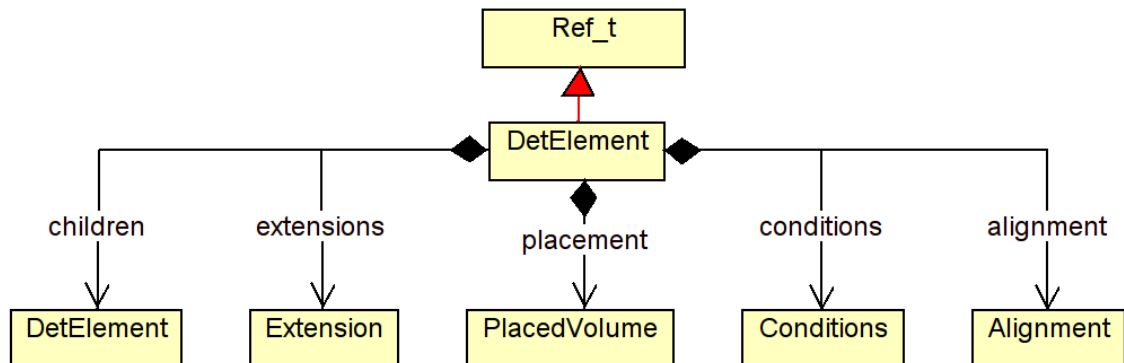 Ref_t
DetElement
children
extensions
placement
conditions
alignment
DetElement
Extension
PlacedVolume
Conditions
Alignment